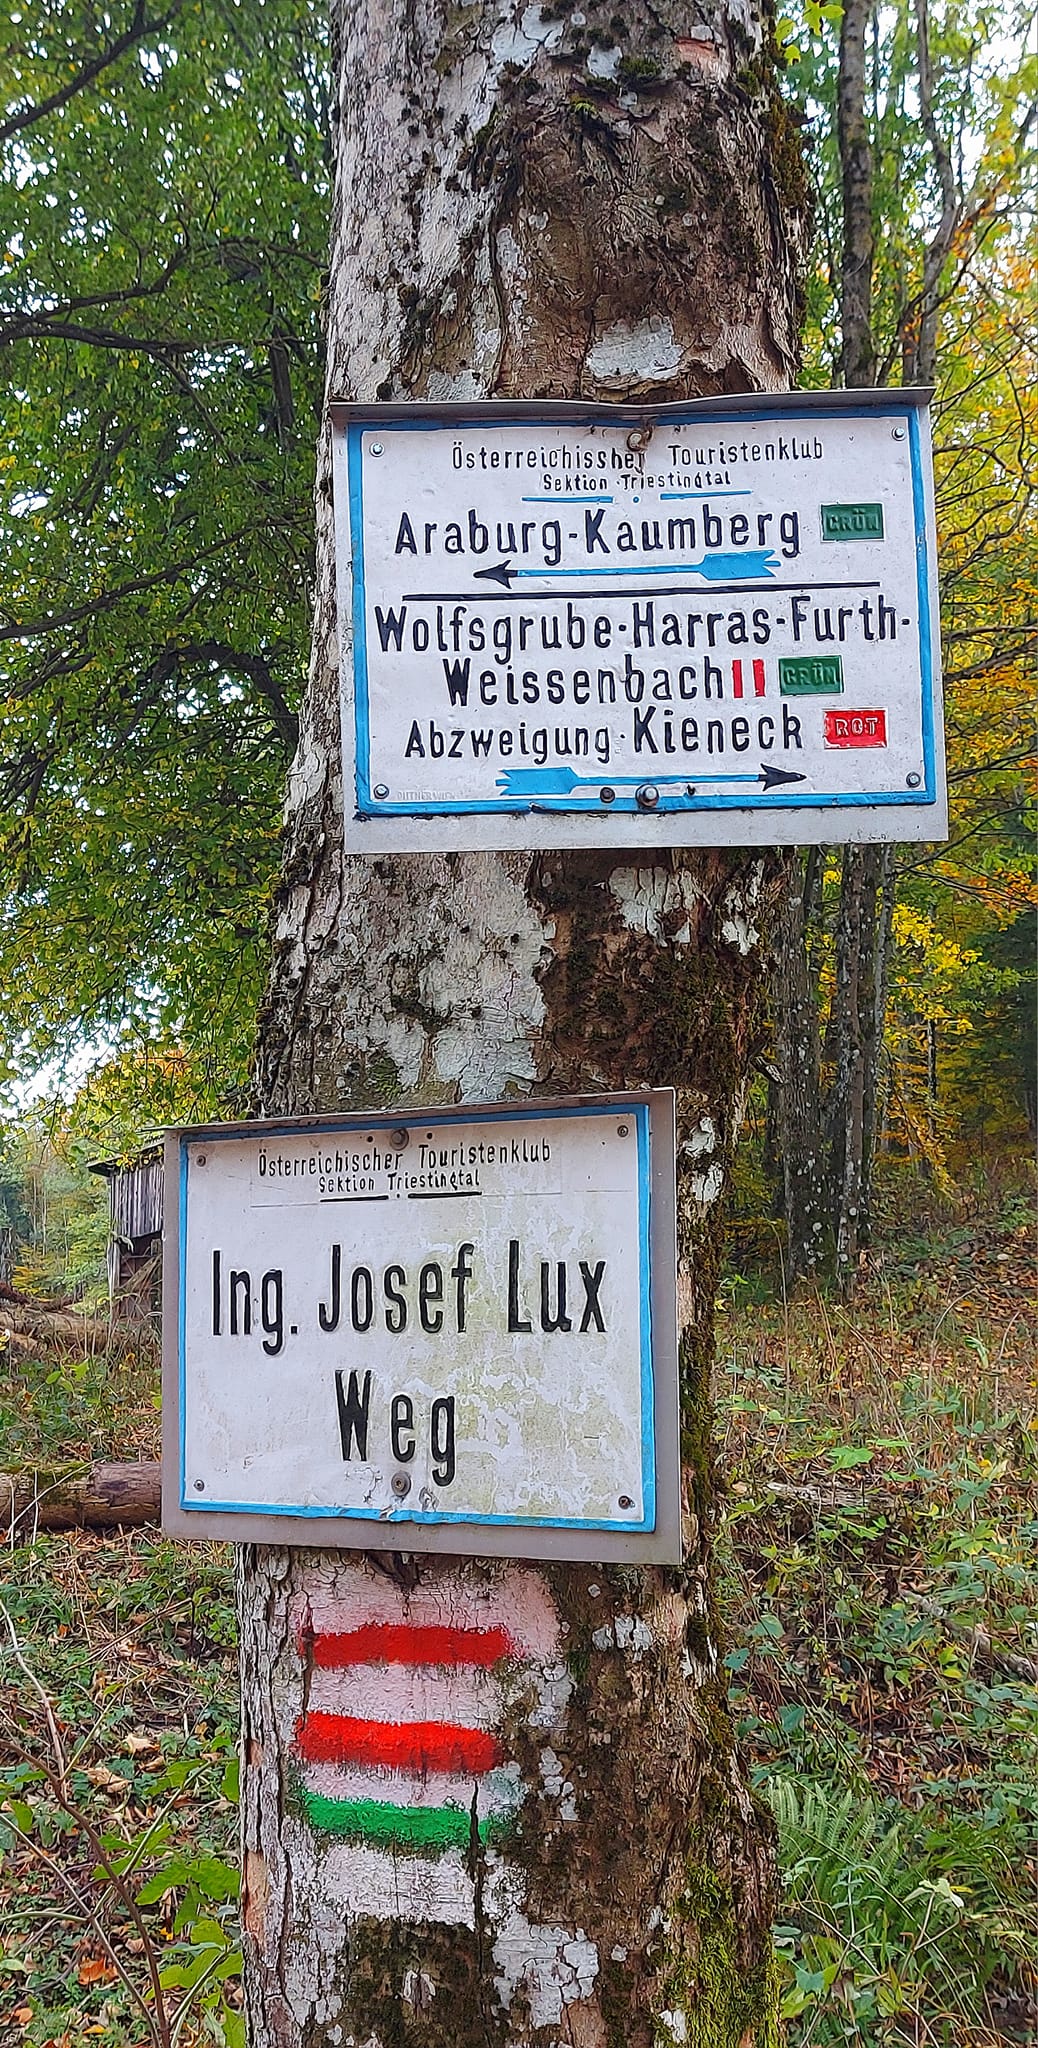 Österreichissher Touristenklub
Sektion Triestingtal
Araburg-Kaumberg GRÜN
Wolfsgrube-Harras-Furth-
Weissenbach GRÜN
Abzweigung-Kieneck ROT
Österreichischer Touristenklub
Sektion Triestingtal
Ing. Josef Lux
Weg